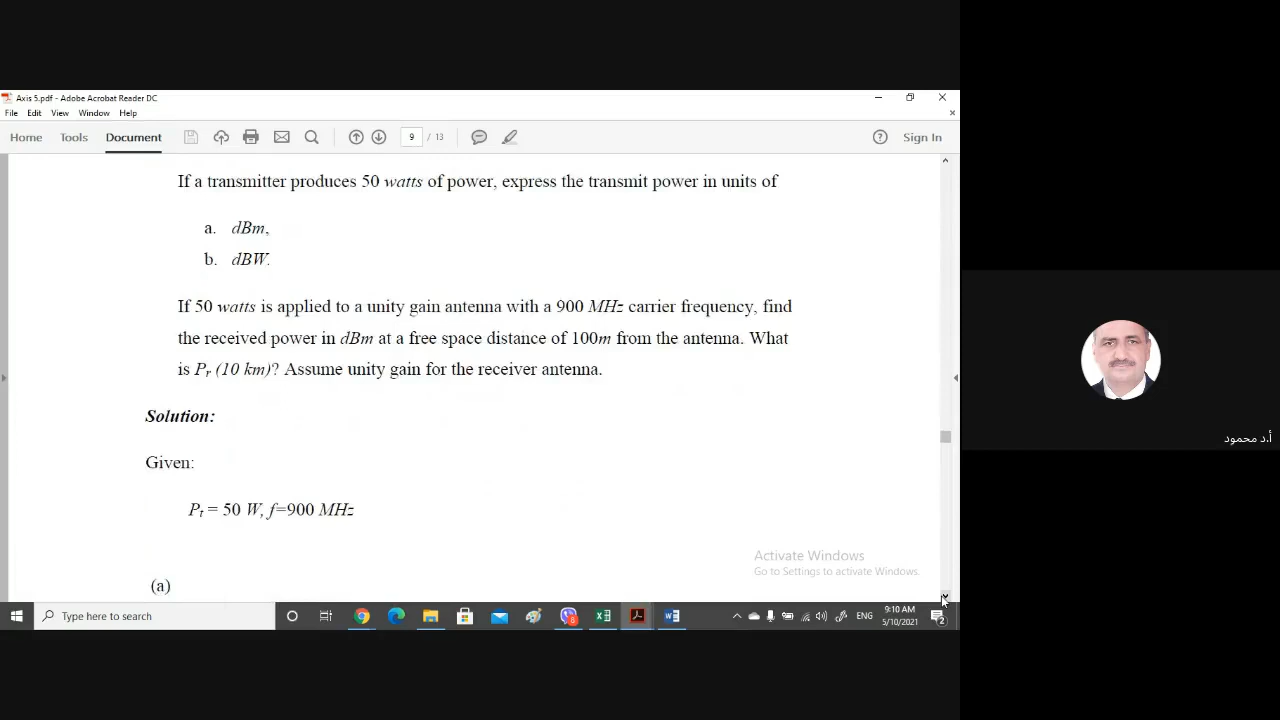 Axis 5.pdf - Adobe Acrobat Reader DC
File Edit View Window Help
Home Tools Document 9 / 13 Sign In
If a transmitter produces 50 watts of power, express the transmit power in units of
a. dBm,
b. dBW.
If 50 watts is applied to a unity gain antenna with a 900 MHz carrier frequency, find
the received power in dBm at a free space distance of 100m from the antenna. What
is Pr (10 km)? Assume unity gain for the receiver antenna.
Solution:
Given:
Pt = 50 W, f=900 MHz
(a)
Activate Windows
Go to Settings to activate Windows.
أ.د محمود
Type here to search
ENG
9:10 AM
5/10/2021
2